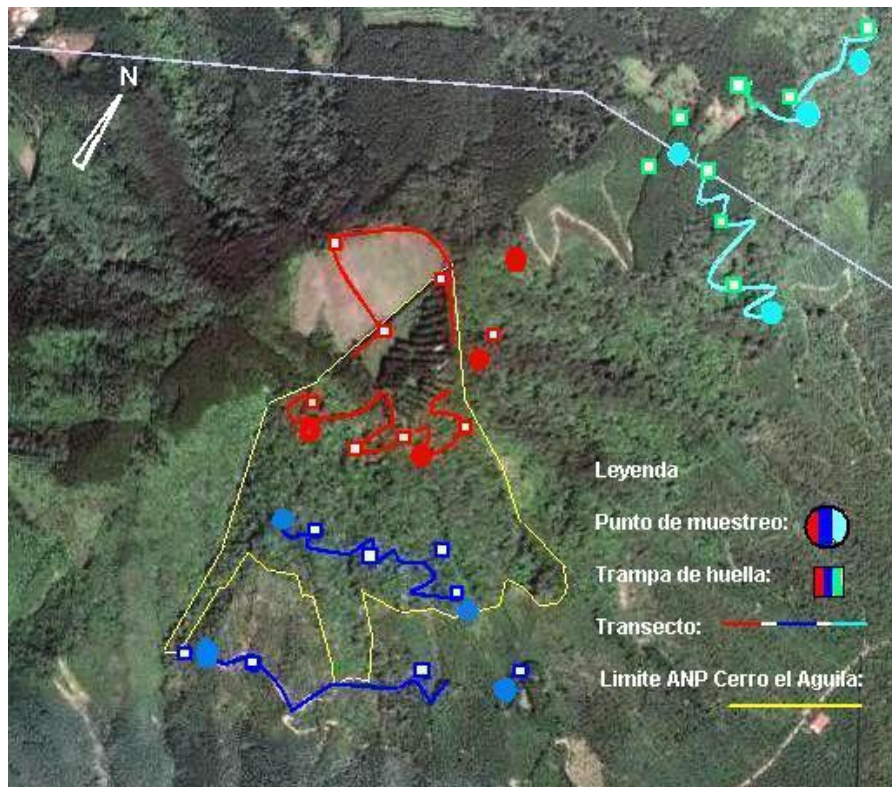 N
Leyenda
Punto de muestreo:
Trampa de huella:
Transecto:
Limite ANP Cerro el Aguila: